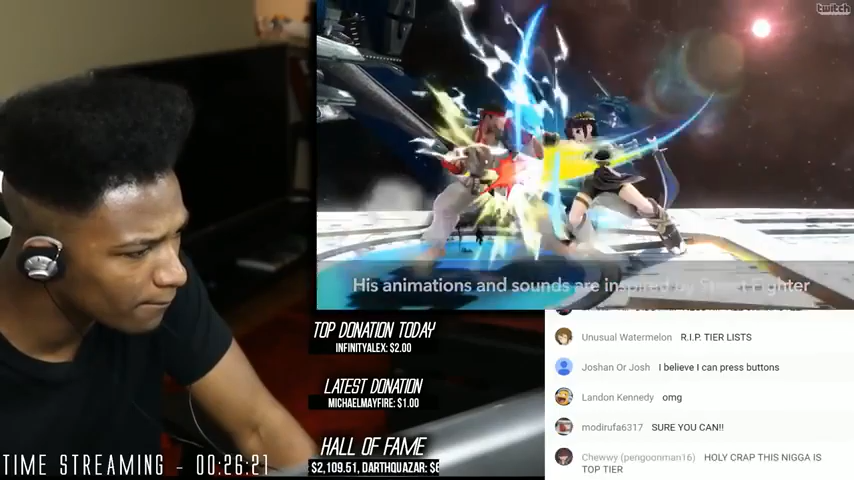 twitch
His animations and sounds are inspired by Street Fighter
TOP DONATION TODAY
INFINITYALEX: $2.00
LATEST DONATION
MICHAELMAYFIRE: $1.00
HALL OF FAME
$2,109.51, DARTHQUAZAR: $6
TIME STREAMING - 00:26:21
Unusual Watermelon R.I.P. TIER LISTS
Joshan Or Josh I believe I can press buttons
Landon Kennedy omg
modirufa6317 SURE YOU CAN!!
Chewwy (pengoonman16) HOLY CRAP THIS NIGGA IS
TOP TIER